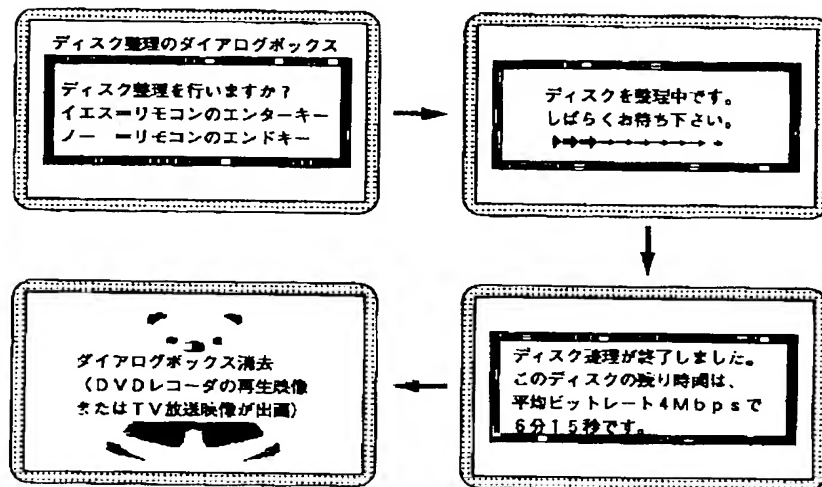 ディスク整理のダイアログボックス
ディスク整理を行いますか?
イエスーリモコンのエンターキー
ノー ーリモコンのエンドキー
ディスクを整理中です。
しばらくお待ち下さい。
ディスク整理が終了しました。
このディスクの残り時間は、
平均ビットレート4Mbpsで
6分15秒です。
ダイアログボックス消去
(DVDレコーダの再生映像
またはTV放送映像が出画)